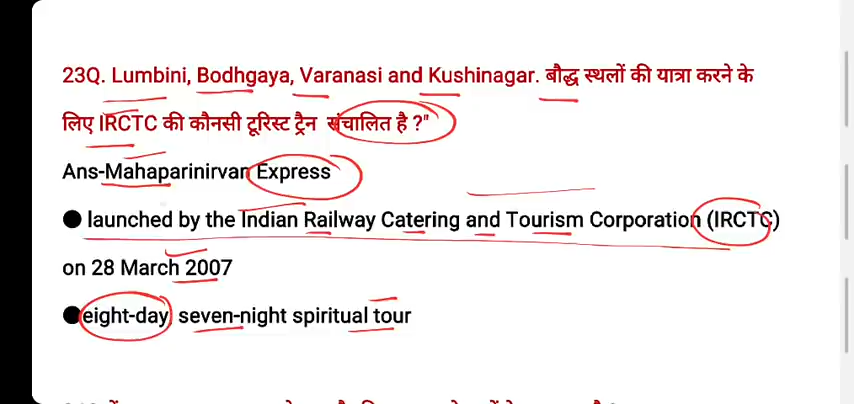 23Q. Lumbini, Bodhgaya, Varanasi and Kushinagar. बौद्ध स्थलों की यात्रा करने के
लिए IRCTC की कौनसी टूरिस्ट ट्रैन संचालित है ?"
Ans-Mahaparinirvan Express
● launched by the Indian Railway Catering and Tourism Corporation (IRCTC)
on 28 March 2007
●eight-day, seven-night spiritual tour